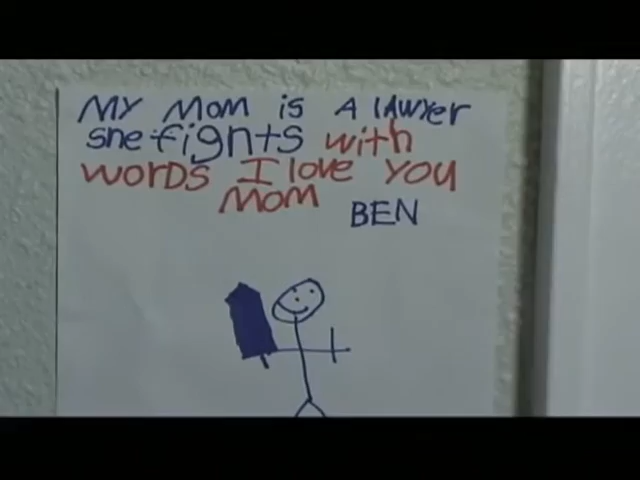 MY MOM is A lAWYER
she fights with
worDS I love YOU
MOM BEN